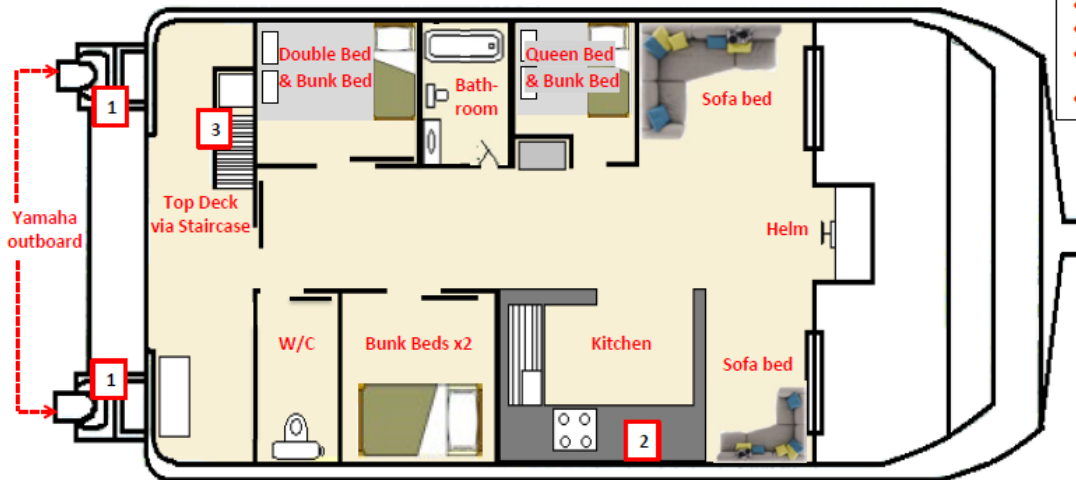 Double Bed
& Bunk Bed
Bath-
room
Queen Bed
& Bunk Bed
Sofa bed
1
3
Top Deck
via Staircase
Yamaha
outboard
Helm
W/C
Bunk Beds x2
Kitchen
Sofa bed
1
2